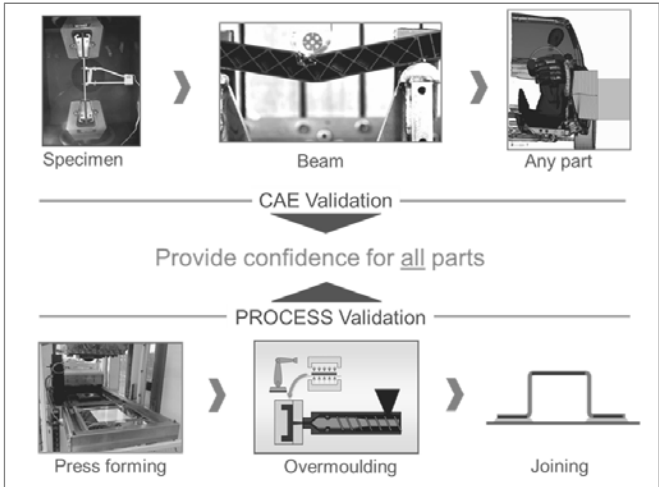 Specimen
Beam
Any part
CAE Validation
Provide confidence for all parts
PROCESS Validation
Press forming
Overmoulding
Joining